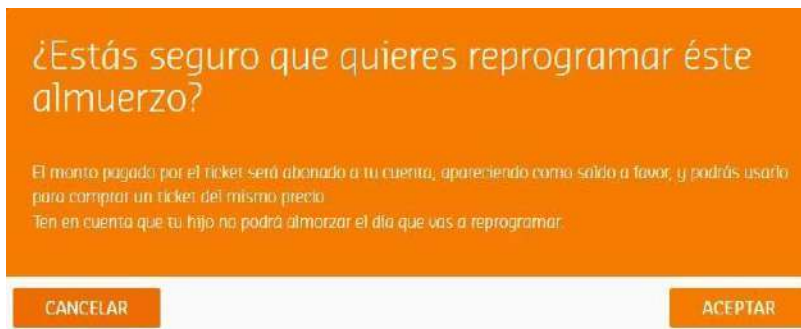 ¿Estás seguro que quieres reprogramar éste
almuerzo?
El monto pagado por el ticket será abonado a tu cuenta, apareciendo como saldo a favor, y podrás usarlo
para comprar un ticket del mismo precio
Ten en cuenta que tu hijo no podrá almorzar el día que vas a reprogramar.
CANCELAR
ACEPTAR